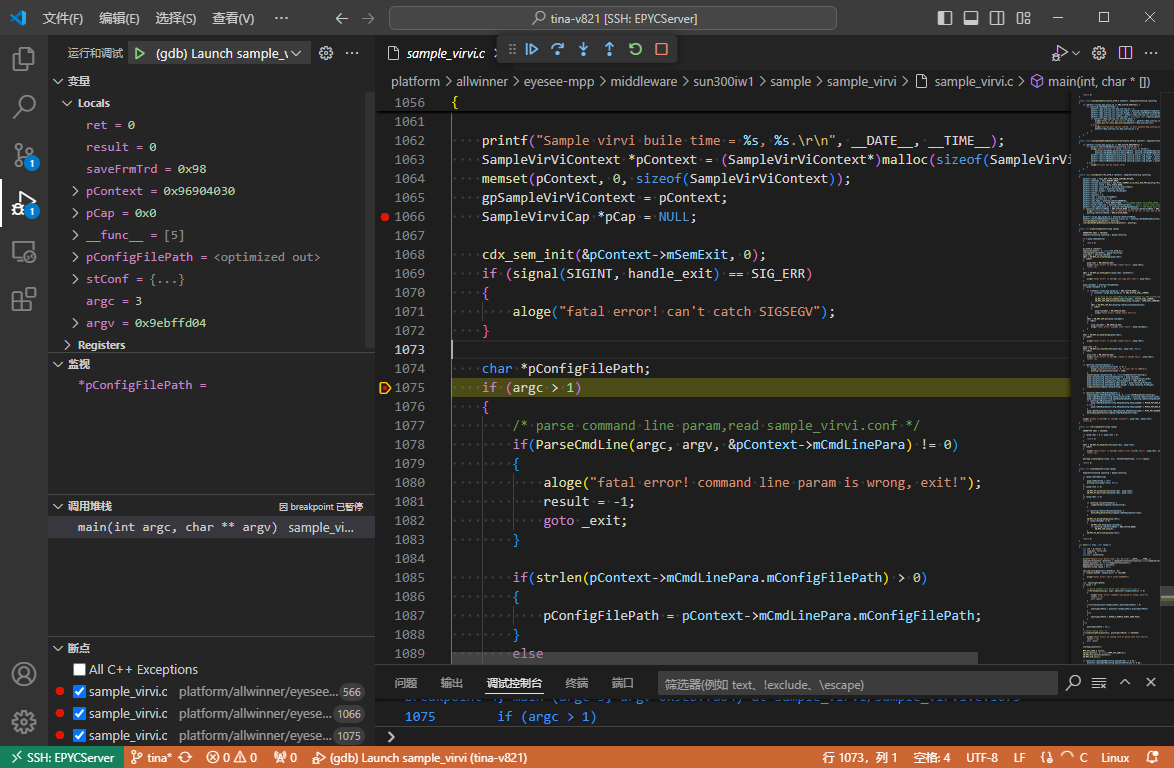 文件(F) 编辑(E) 选择(S) 查看(V) ··· tina-v821 [SSH: EPYCServer]
运行和调试 (gdb) Launch sample_v
sample_virvi.c
platform > allwinner > eyesee-mpp > middleware > sun300iw1 > sample > sample_virvi > sample_virvi.c > main(int, char * [])
变量
Locals
ret = 0
result = 0
saveFrmTrd = 0x98
pContext = 0x96904030
pCap = 0x0
__func__ = [5]
pConfigFilePath = <optimized out>
stConf = {...}
argc = 3
argv = 0x9ebffd04
Registers
监视
*pConfigFilePath =
调用堆栈 因 breakpoint 已暂停
main(int argc, char ** argv) sample_vi...
断点
All C++ Exceptions
sample_virvi.c platform/allwinner/eyesee... 566
sample_virvi.c platform/allwinner/eyesee... 1066
sample_virvi.c platform/allwinner/eyesee... 1075
1056 {
1061
1062 printf("Sample virvi buile time = %s, %s.\r\n", __DATE__, __TIME__);
1063 SampleVirViContext *pContext = (SampleVirViContext*)malloc(sizeof(SampleVirVi
1064 memset(pContext, 0, sizeof(SampleVirViContext));
1065 gpSampleVirViContext = pContext;
1066 SampleVirviCap *pCap = NULL;
1067
1068 cdx_sem_init(&pContext->mSemExit, 0);
1069 if (signal(SIGINT, handle_exit) == SIG_ERR)
1070 {
1071 aloge("fatal error! can't catch SIGSEGV");
1072 }
1073
1074 char *pConfigFilePath;
1075 if (argc > 1)
1076 {
1077 /* parse command line param,read sample_virvi.conf */
1078 if(ParseCmdLine(argc, argv, &pContext->mCmdLinePara) != 0)
1079 {
1080 aloge("fatal error! command line param is wrong, exit!");
1081 result = -1;
1082 goto _exit;
1083 }
1084
1085 if(strlen(pContext->mCmdLinePara.mConfigFilePath) > 0)
1086 {
1087 pConfigFilePath = pContext->mCmdLinePara.mConfigFilePath;
1088 }
1089 else
问题 输出 调试控制台 终端 端口 筛选器(例如 text、!exclude、\escape)
1075 if (argc > 1)
SSH: EPYCServer tina* 0 0 0 (gdb) Launch sample_virvi (tina-v821) 行 1073，列 1 空格: 4 UTF-8 LF {} C Linux